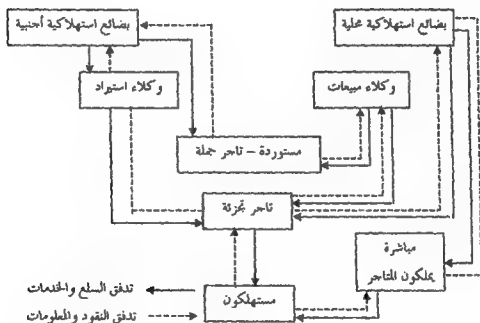 بضائع استهلاكية أجنبية
بضائع استهلاكية محلية
وكلاء استيراد
وكلاء مبيعات
مستوردة – تاجر جملة
تاجر تجزئة
مباشرة
يملكون المتاجر
مستهلكون
تدفق السلع والخدمات
تدفق النقود والمعلومات